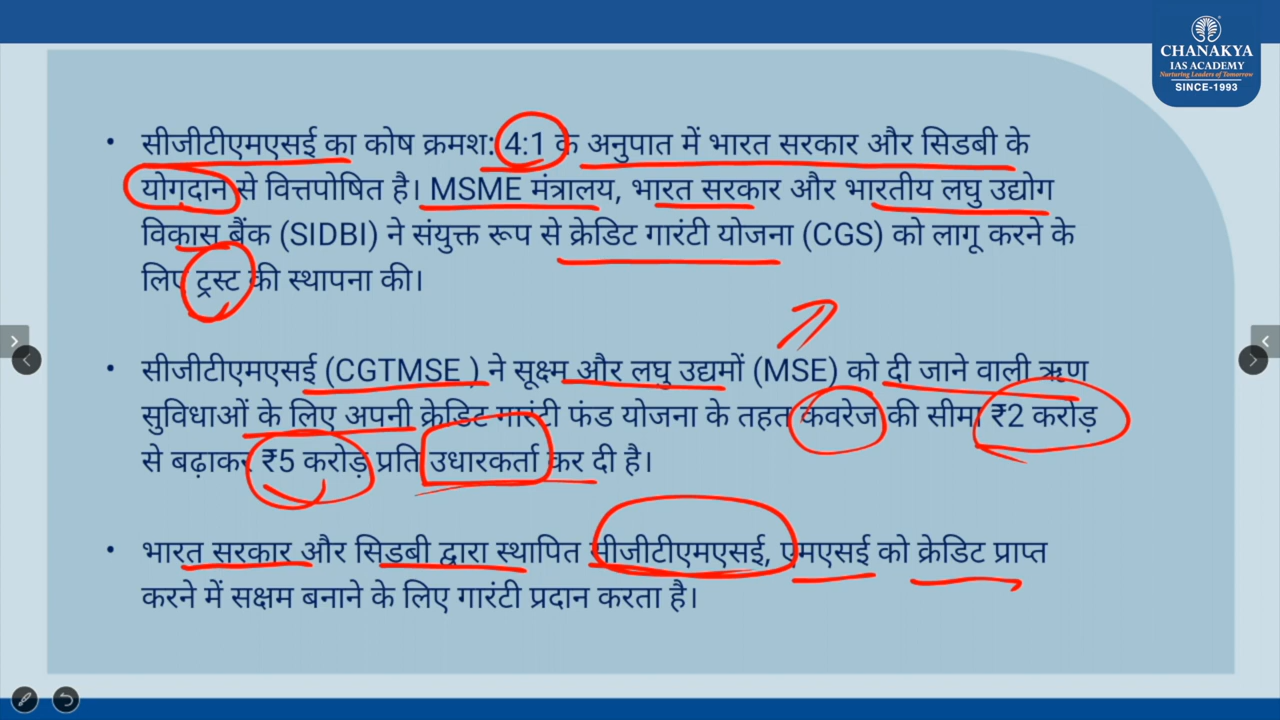 CHANAKYA
IAS ACADEMY
Nurturing Leaders of Tomorrow
SINCE-1993
• सीजीटीएमएसई का कोष क्रमश: 4:1 के अनुपात में भारत सरकार और सिडबी के
योगदान से वित्तपोषित है। MSME मंत्रालय, भारत सरकार और भारतीय लघु उद्योग
विकास बैंक (SIDBI) ने संयुक्त रूप से क्रेडिट गारंटी योजना (CGS) को लागू करने के
लिए ट्रस्ट की स्थापना की।
• सीजीटीएमएसई (CGTMSE ) ने सूक्ष्म और लघु उद्यमों (MSE) को दी जाने वाली ऋण
सुविधाओं के लिए अपनी क्रेडिट गारंटी फंड योजना के तहत कवरेज की सीमा ₹2 करोड़
से बढ़ाकर ₹5 करोड़ प्रति उधारकर्ता कर दी है।
• भारत सरकार और सिडबी द्वारा स्थापित सीजीटीएमएसई, एमएसई को क्रेडिट प्राप्त
करने में सक्षम बनाने के लिए गारंटी प्रदान करता है।